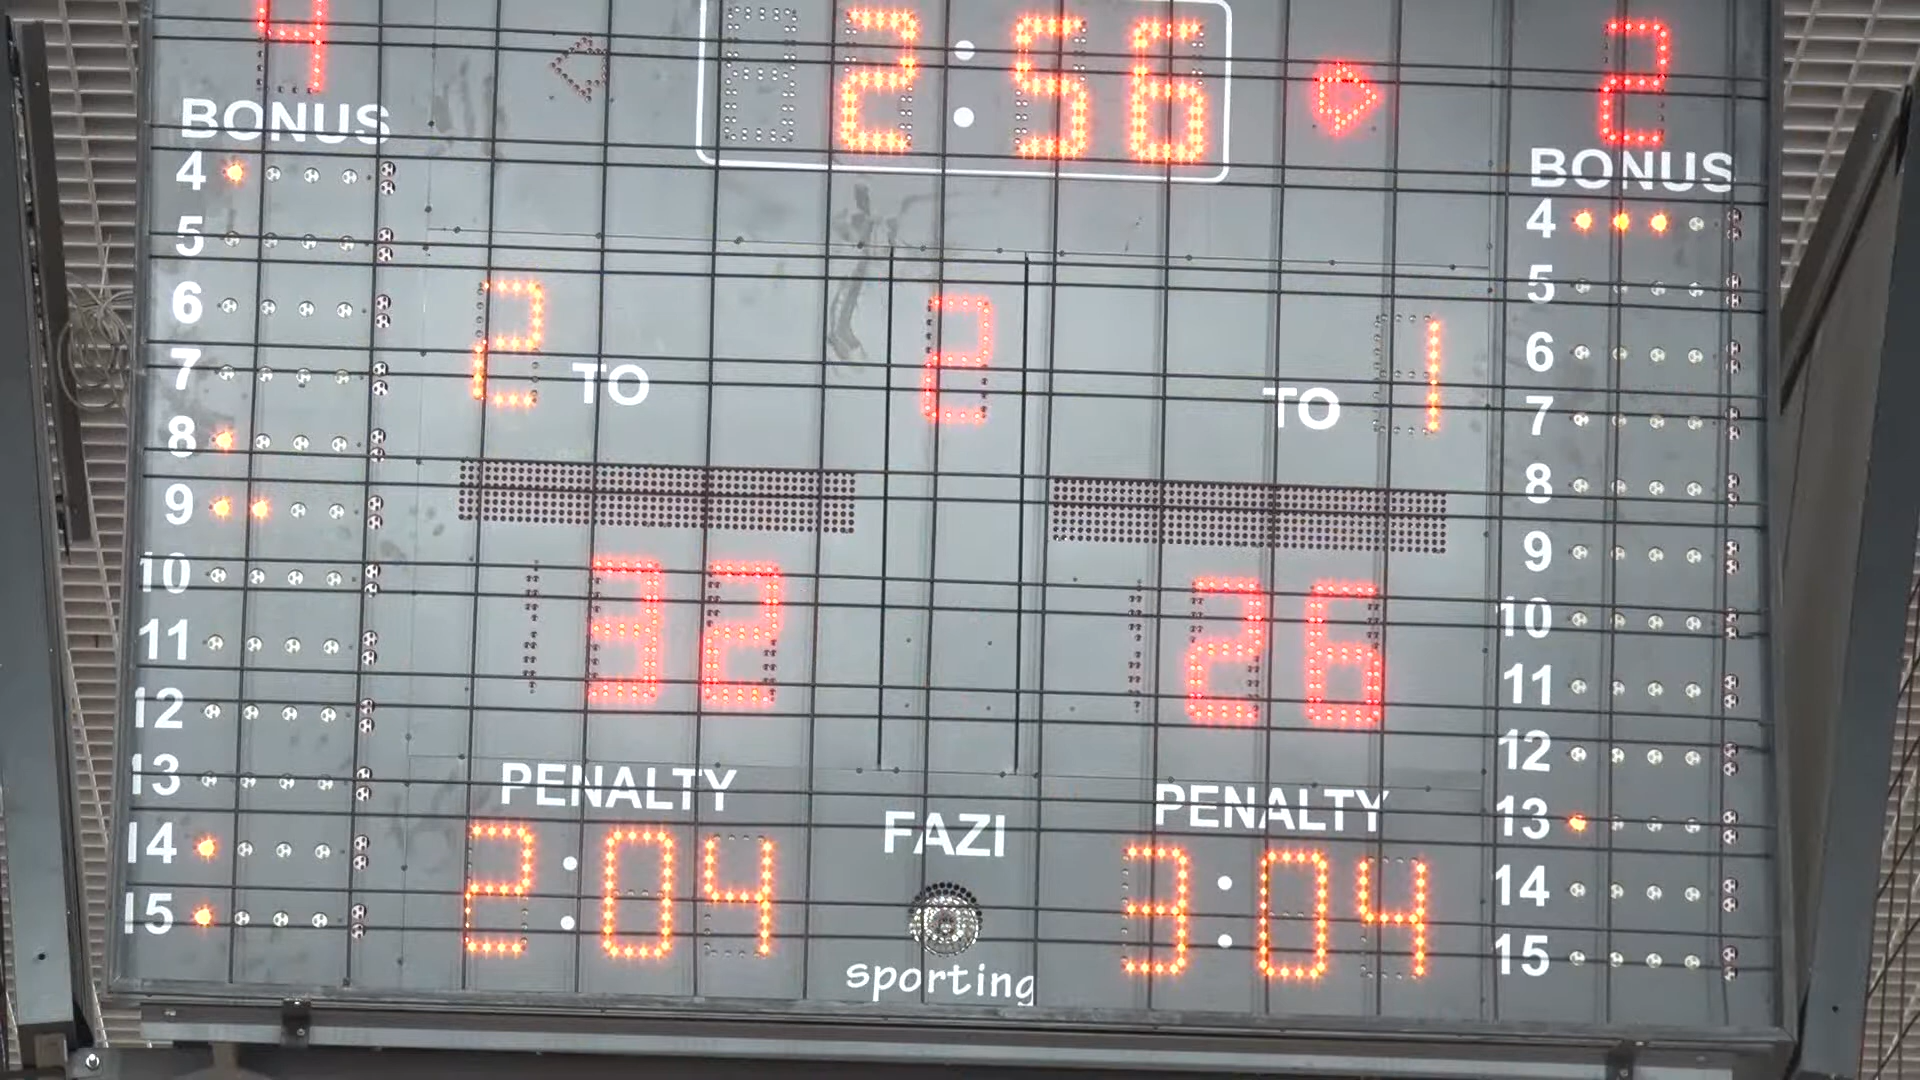 4 2:56 2
BONUS BONUS
4 4
5 5
6 6
7 7
8 8
9 9
10 10
11 11
12 12
13 13
14 14
15 15
2 TO 2 TO 1
32 26
PENALTY PENALTY
2:04 3:04
FAZI
sporting